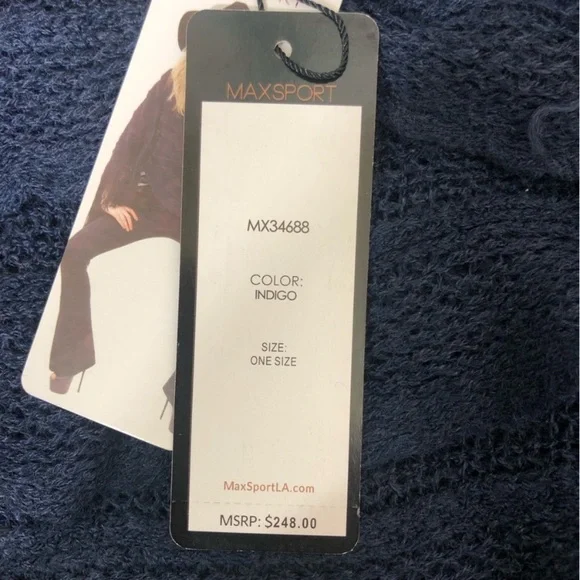 MAXSPORT
MX34688
COLOR:
INDIGO
SIZE:
ONE SIZE
MaxSportLA.com
MSRP: $248.00